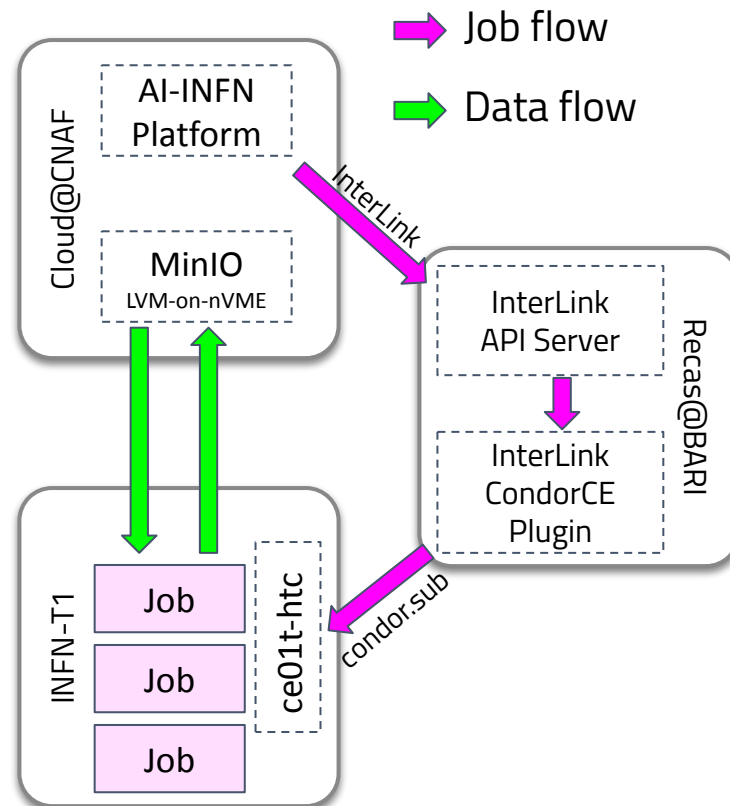 Job flow
Data flow
Cloud@CNAF
AI-INFN
Platform
MinIO
LVM-on-nVME
InterLink
InterLink
API Server
InterLink
CondorCE
Plugin
Recas@BARI
condor.sub
INFN-T1
Job
Job
Job
ce01t-htc